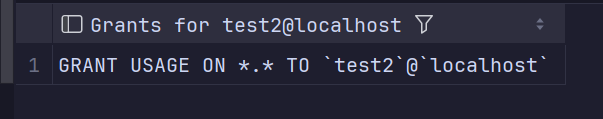 Grants for test2@localhost
1 GRANT USAGE ON *.* TO `test2`@`localhost`